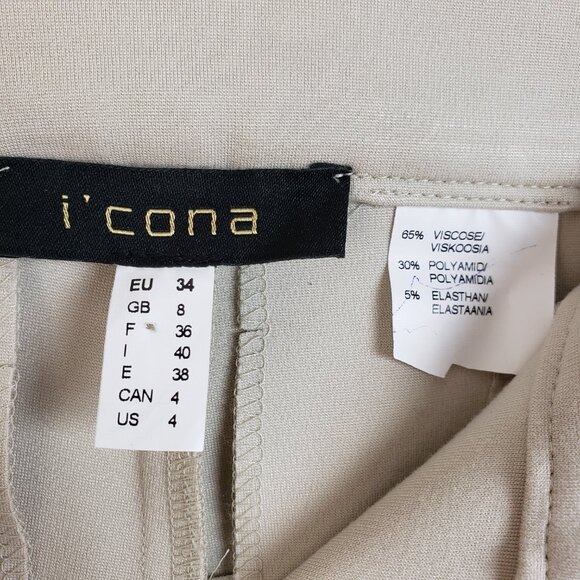 i'cona
EU 34
GB 8
F 36
I 40
E 38
CAN 4
US 4
65% VISCOSE/
VISKOOSIA
30% POLYAMID/
POLYAMIDIA
5% ELASTHAN/
ELASTAANIA